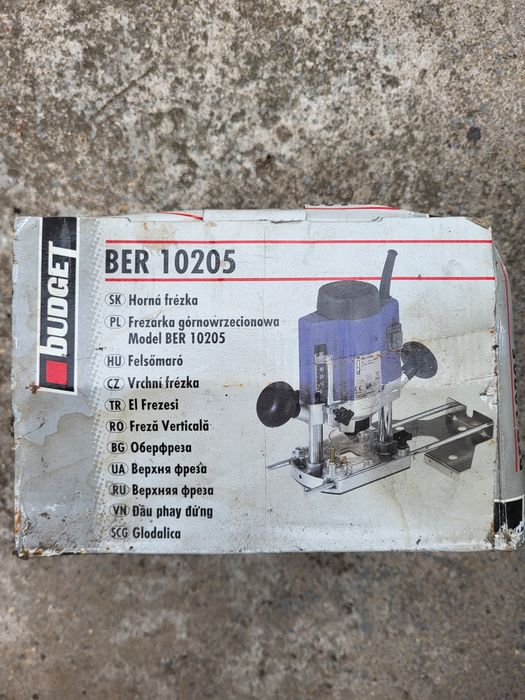 BUDGET
BER 10205
SK Horná frézka
PL Frezarka górnowrzecionowa
Model BER 10205
HU Felsőmaró
CZ Vrchní frézka
TR El Frezesi
RO Freză Verticală
BG Оберфреза
UA Верхня фреза
RU Верхняя фреза
VN Đầu phay đứng
SCG Glodalica